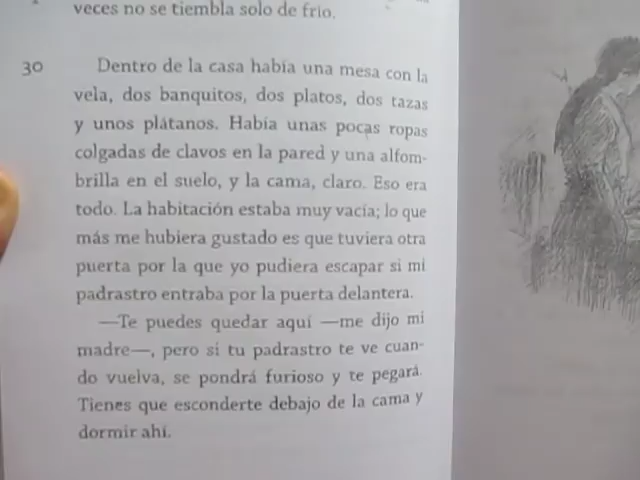 veces no se tiembla solo de frío.
30 Dentro de la casa había una mesa con la
vela, dos banquitos, dos platos, dos tazas
y unos plátanos. Había unas pocas ropas
colgadas de clavos en la pared y una alfom-
brilla en el suelo, y la cama, claro. Eso era
todo. La habitación estaba muy vacía; lo que
más me hubiera gustado es que tuviera otra
puerta por la que yo pudiera escapar si mi
padrastro entraba por la puerta delantera.
—Te puedes quedar aquí —me dijo mi
madre—, pero si tu padrastro te ve cuan-
do vuelva, se pondrá furioso y te pegará.
Tienes que esconderte debajo de la cama y
dormir ahí.